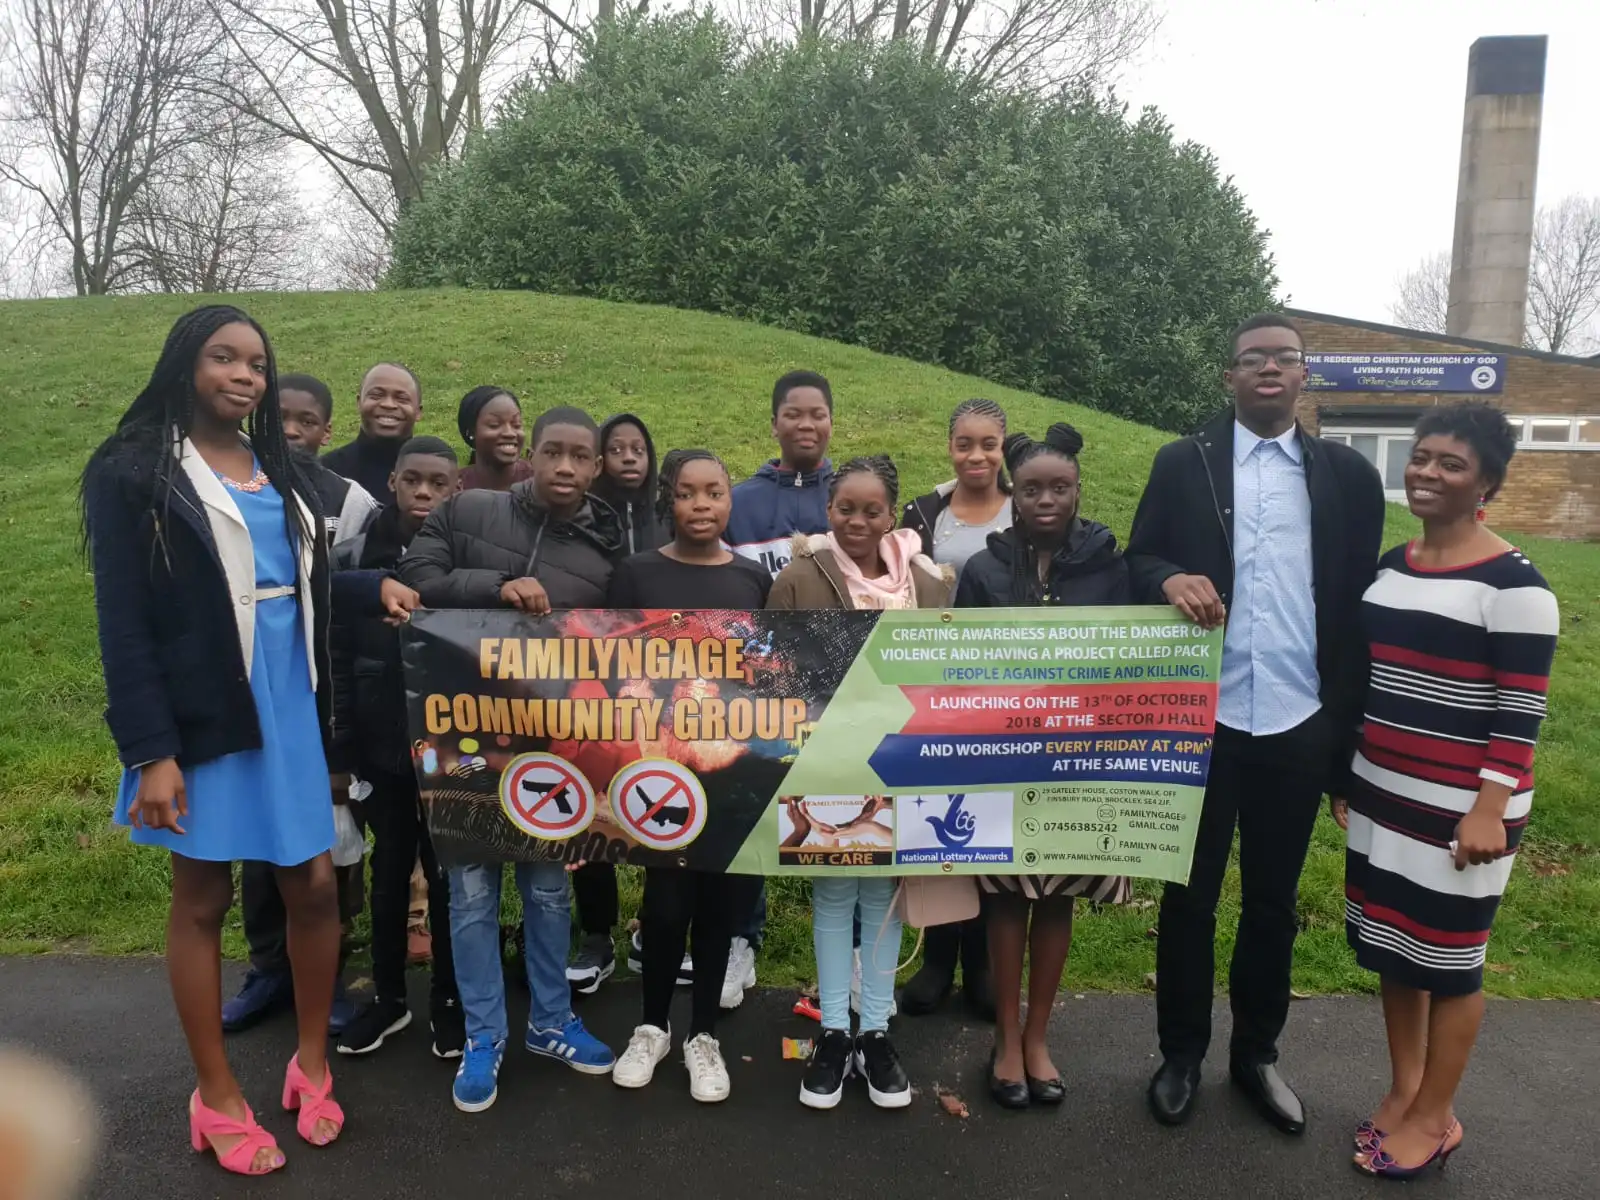 THE REDEEMED CHRISTIAN CHURCH OF GOD
LIVING FAITH HOUSE
Where Jesus Reigns
FAMILYNGAGE
COMMUNITY GROUP
CREATING AWARENESS ABOUT THE DANGER OF
VIOLENCE AND HAVING A PROJECT CALLED PACK
(PEOPLE AGAINST CRIME AND KILLING).
LAUNCHING ON THE 13TH OF OCTOBER
2018 AT THE SECTOR J HALL
AND WORKSHOP EVERY FRIDAY AT 4PM
AT THE SAME VENUE.
FAMILYNGAGE
WE CARE
National Lottery Awards
29 GATELEY HOUSE, COSTON WALK, OFF
FINSBURY ROAD, BROCKLEY, SE4 2JF.
FAMILYNGAGE@
GMAIL.COM
07456385242
FAMILYN GAGE
WWW.FAMILYNGAGE.ORG